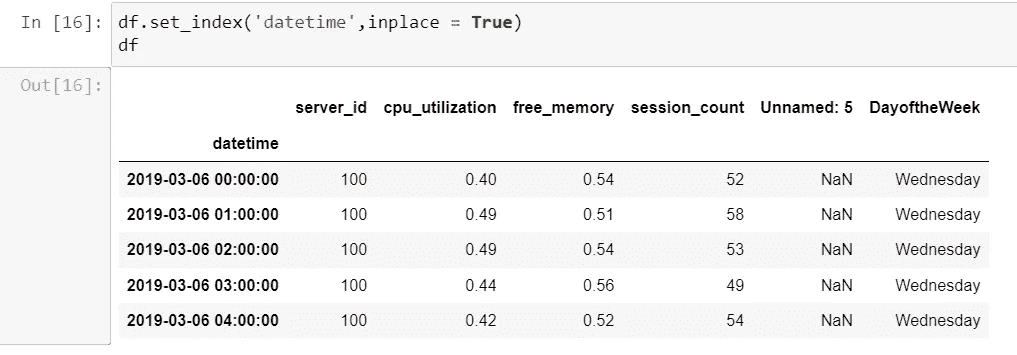 In [16]: df.set_index('datetime',inplace = True)
df
Out[16]:
server_id cpu_utilization free_memory session_count Unnamed: 5 DayoftheWeek
datetime
2019-03-06 00:00:00 100 0.40 0.54 52 NaN Wednesday
2019-03-06 01:00:00 100 0.49 0.51 58 NaN Wednesday
2019-03-06 02:00:00 100 0.49 0.54 53 NaN Wednesday
2019-03-06 03:00:00 100 0.44 0.56 49 NaN Wednesday
2019-03-06 04:00:00 100 0.42 0.52 54 NaN Wednesday